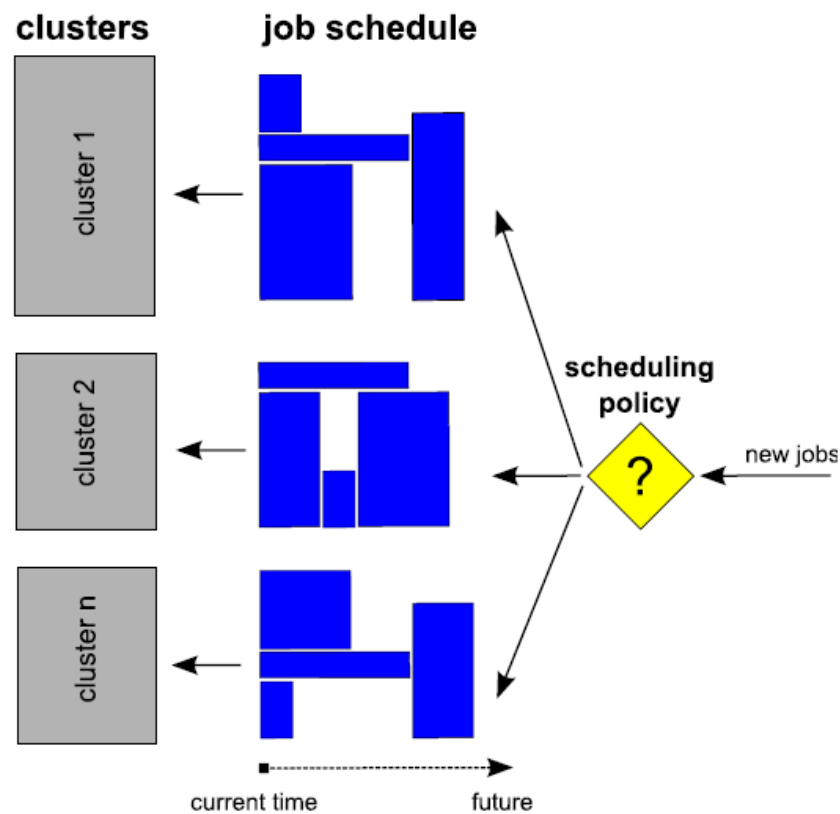 clusters
job schedule
cluster 1
cluster 2
scheduling
policy
?
new jobs
cluster n
current time
future